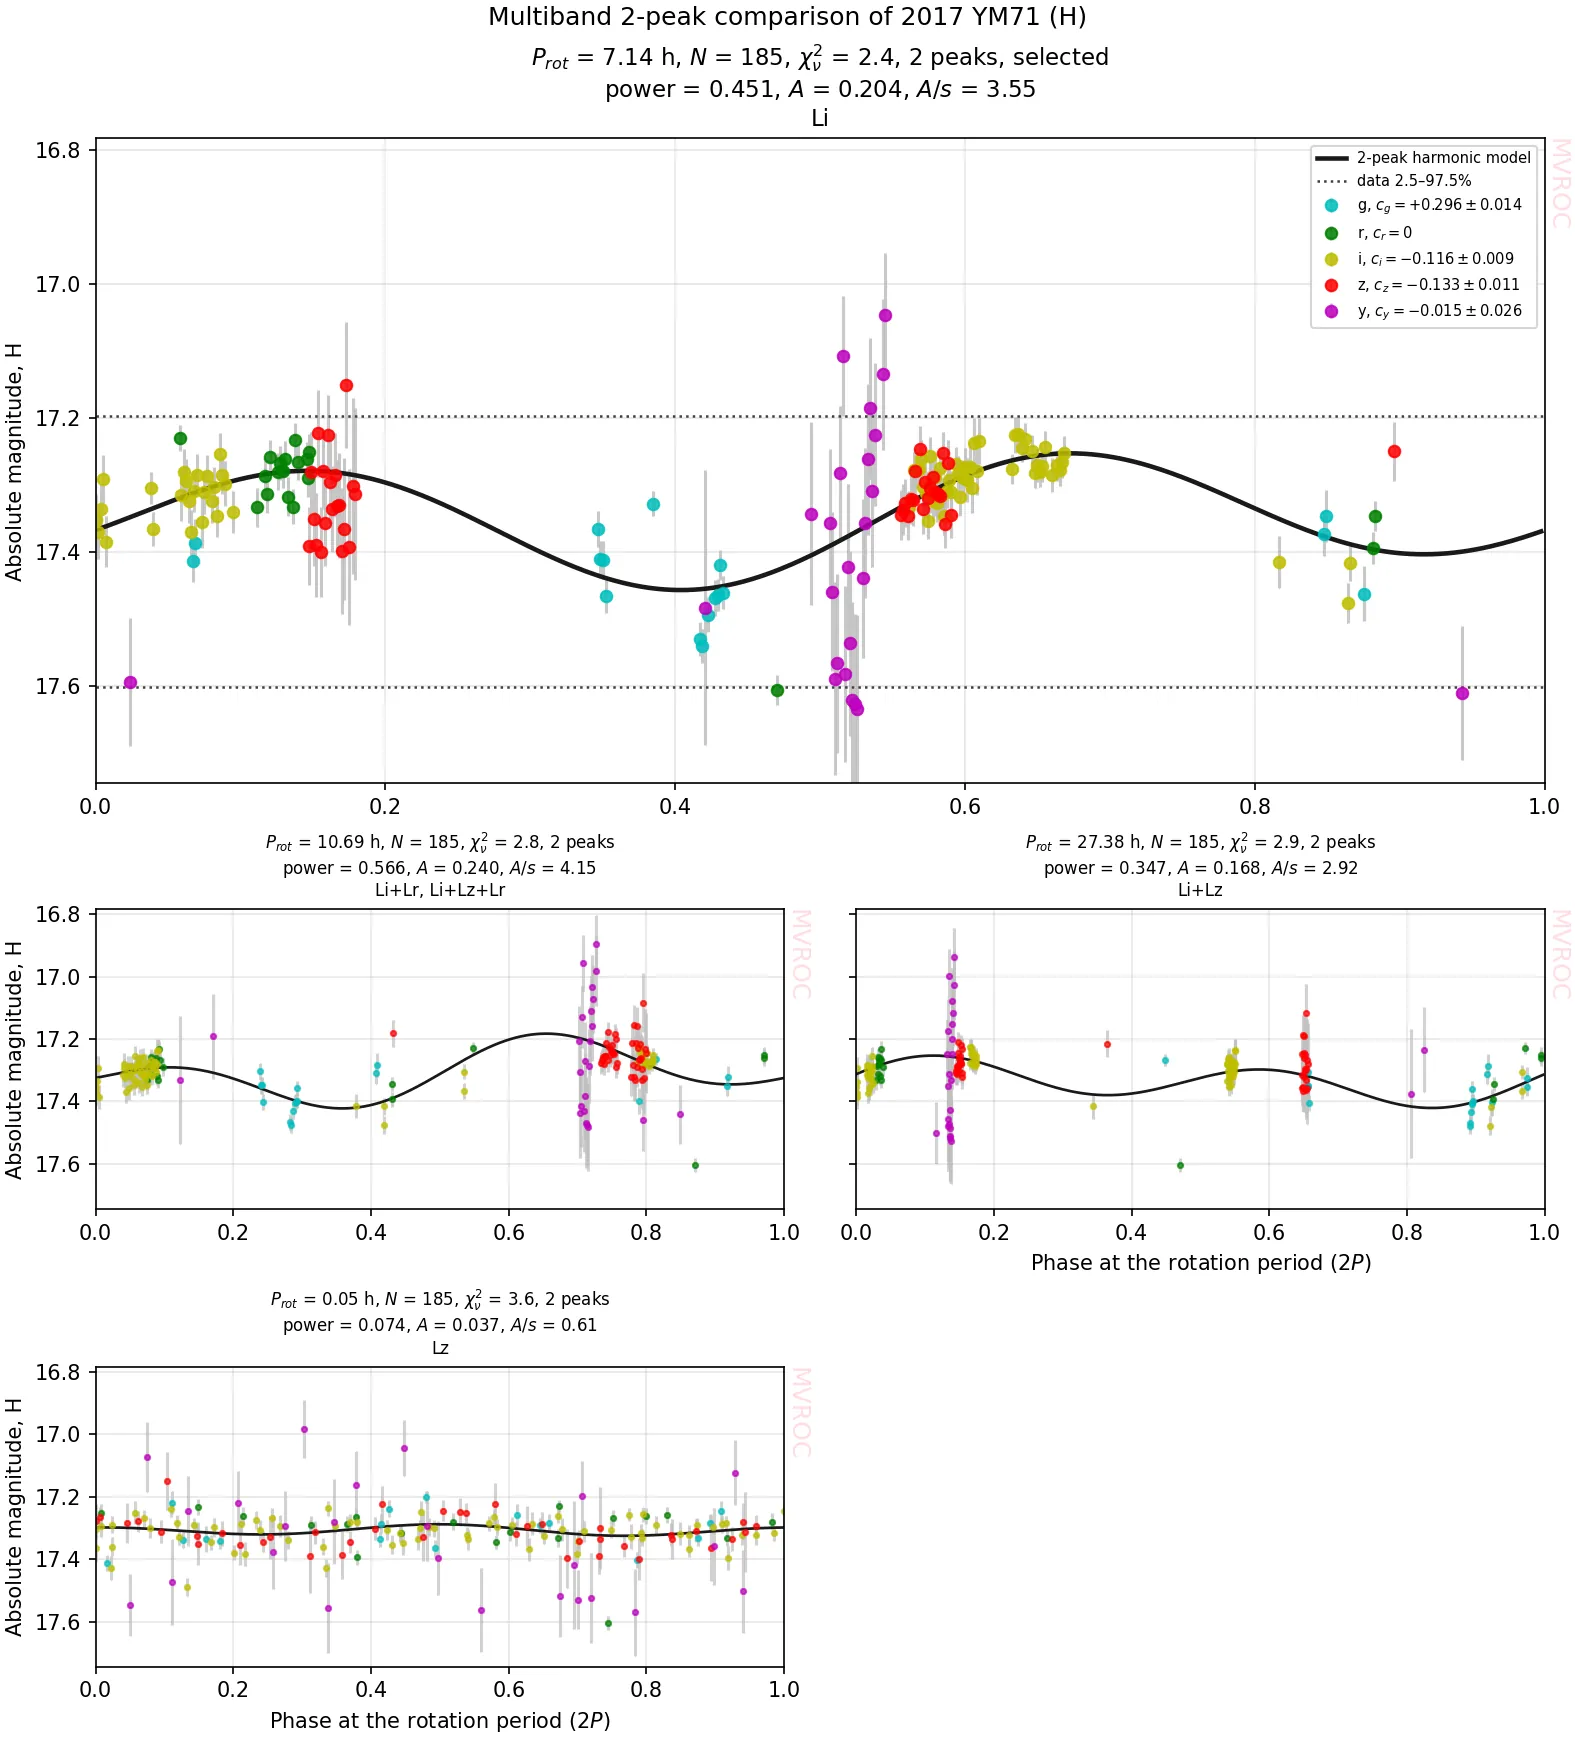 Multiband 2-peak comparison of 2017 YM71 (H)
P_rot = 7.14 h, N = 185, χ²_ν = 2.4, 2 peaks, selected
power = 0.451, A = 0.204, A/s = 3.55
Li
Absolute magnitude, H
16.8
17.0
17.2
17.4
17.6
0.0 0.2 0.4 0.6 0.8 1.0
2-peak harmonic model
data 2.5–97.5%
g, c_g = +0.296 ± 0.014
r, c_r = 0
i, c_i = −0.116 ± 0.009
z, c_z = −0.133 ± 0.011
y, c_y = −0.015 ± 0.026
MVROC
P_rot = 10.69 h, N = 185, χ²_ν = 2.8, 2 peaks
power = 0.566, A = 0.240, A/s = 4.15
Li+Lr, Li+Lz+Lr
Absolute magnitude, H
16.8
17.0
17.2
17.4
17.6
0.0 0.2 0.4 0.6 0.8 1.0
MVROC
P_rot = 27.38 h, N = 185, χ²_ν = 2.9, 2 peaks
power = 0.347, A = 0.168, A/s = 2.92
Li+Lz
0.0 0.2 0.4 0.6 0.8 1.0
Phase at the rotation period (2P)
MVROC
P_rot = 0.05 h, N = 185, χ²_ν = 3.6, 2 peaks
power = 0.074, A = 0.037, A/s = 0.61
Lz
Absolute magnitude, H
16.8
17.0
17.2
17.4
17.6
0.0 0.2 0.4 0.6 0.8 1.0
Phase at the rotation period (2P)
MVROC